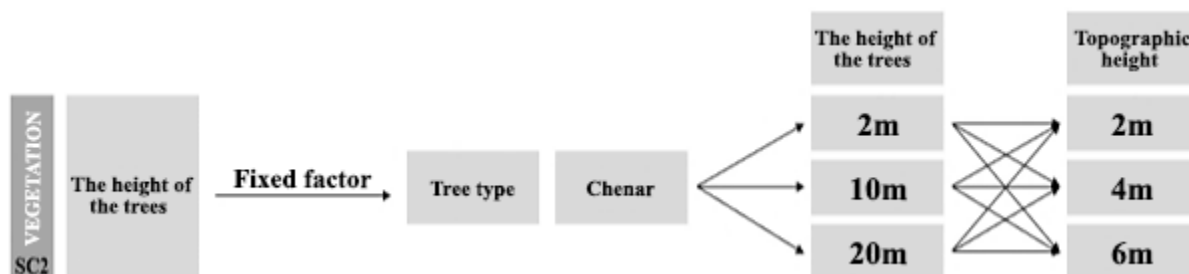 The height of
the trees
Topographic
height
VEGETATION
SC2
The height of
the trees
Fixed factor
Tree type
Chenar
2m
10m
20m
2m
4m
6m